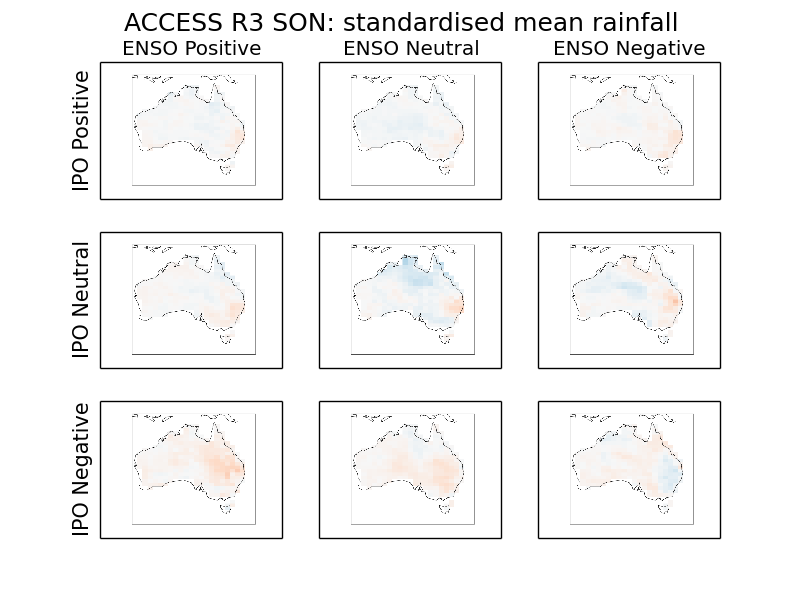 ACCESS R3 SON: standardised mean rainfall
ENSO Positive
ENSO Neutral
ENSO Negative
IPO Positive
IPO Neutral
IPO Negative